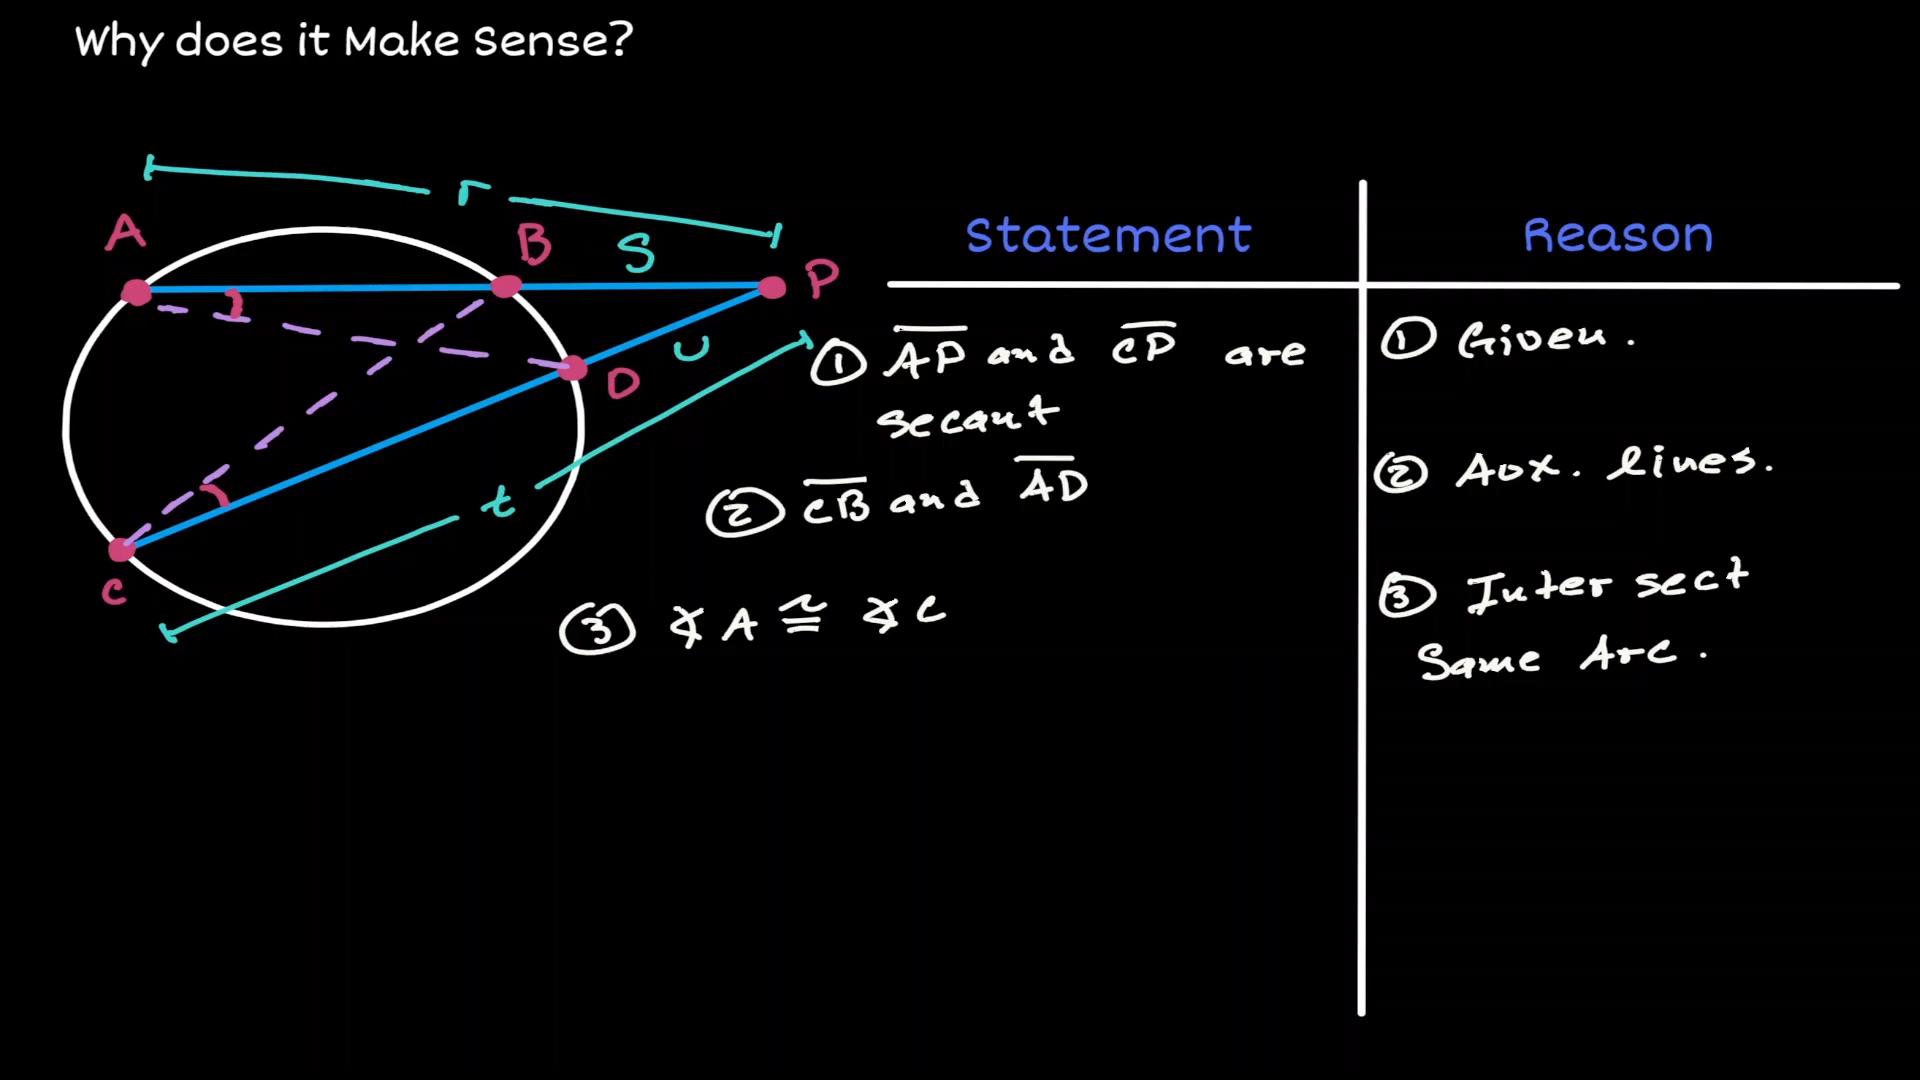 Why does it Make Sense?
r
A
B
S
P
D
U
t
C
Statement
Reason
① AP and CP are
secant
① Given.
② CB and AD
② Aux. lines.
③ ∢A ≅ ∢C
③ Intersect
Same Arc.